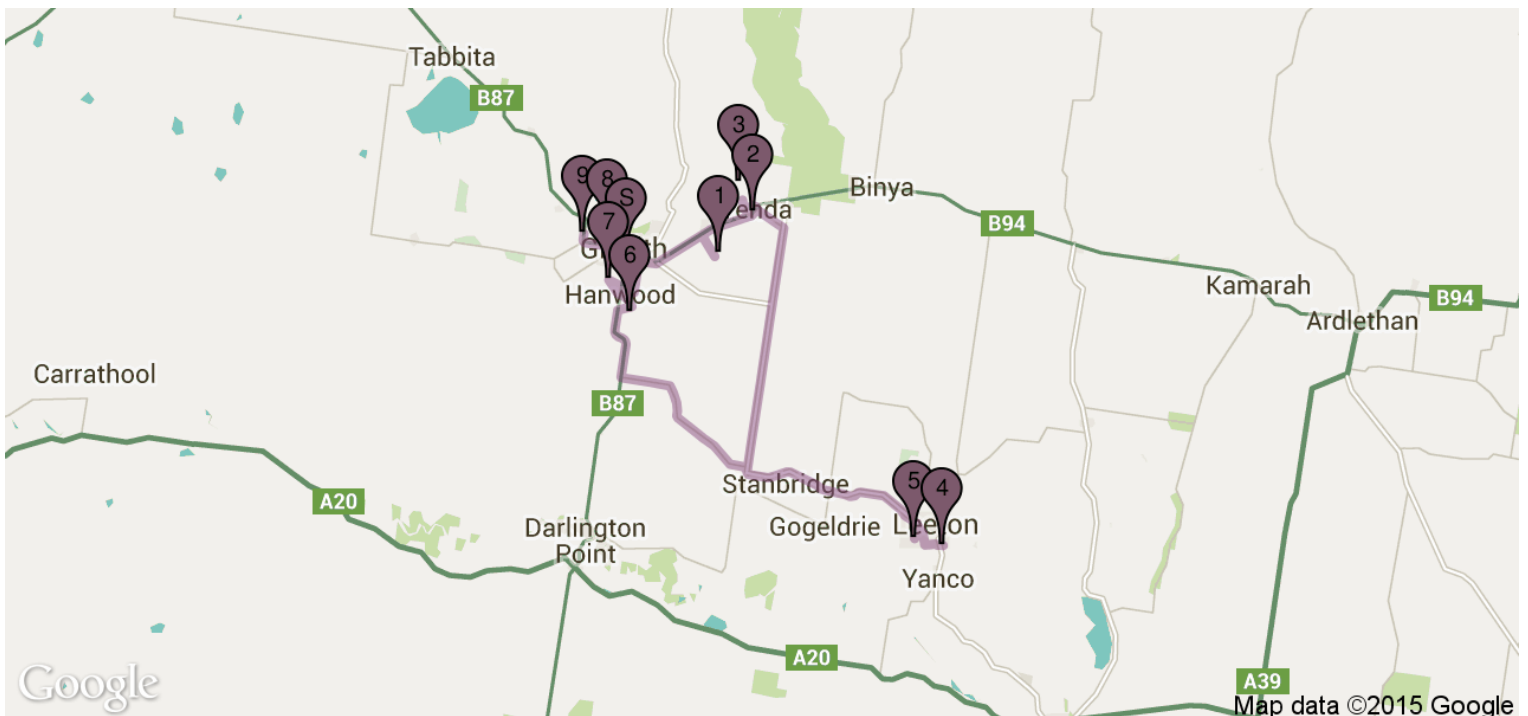 Tabbita
B87
3
2
9
8
S
1
7
6
Binya
B94
Hanwood
Kamarah
B94
Ardlethan
Carrathool
B87
Stanbridge
5
4
A20
Darlington
Point
Gogeldrie
Yanco
A20
A39
Google
Map data ©2015 Google